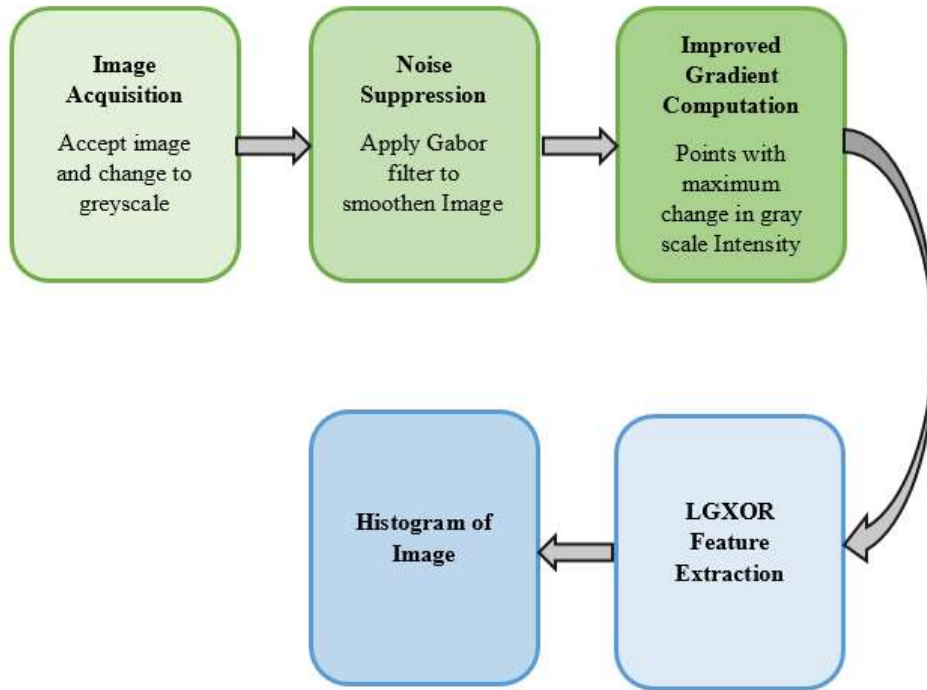 Image
Acquisition
Accept image
and change to
greyscale
Noise
Suppression
Apply Gabor
filter to
smoothen Image
Improved
Gradient
Computation
Points with
maximum
change in gray
scale Intensity
LGXOR
Feature
Extraction
Histogram of
Image